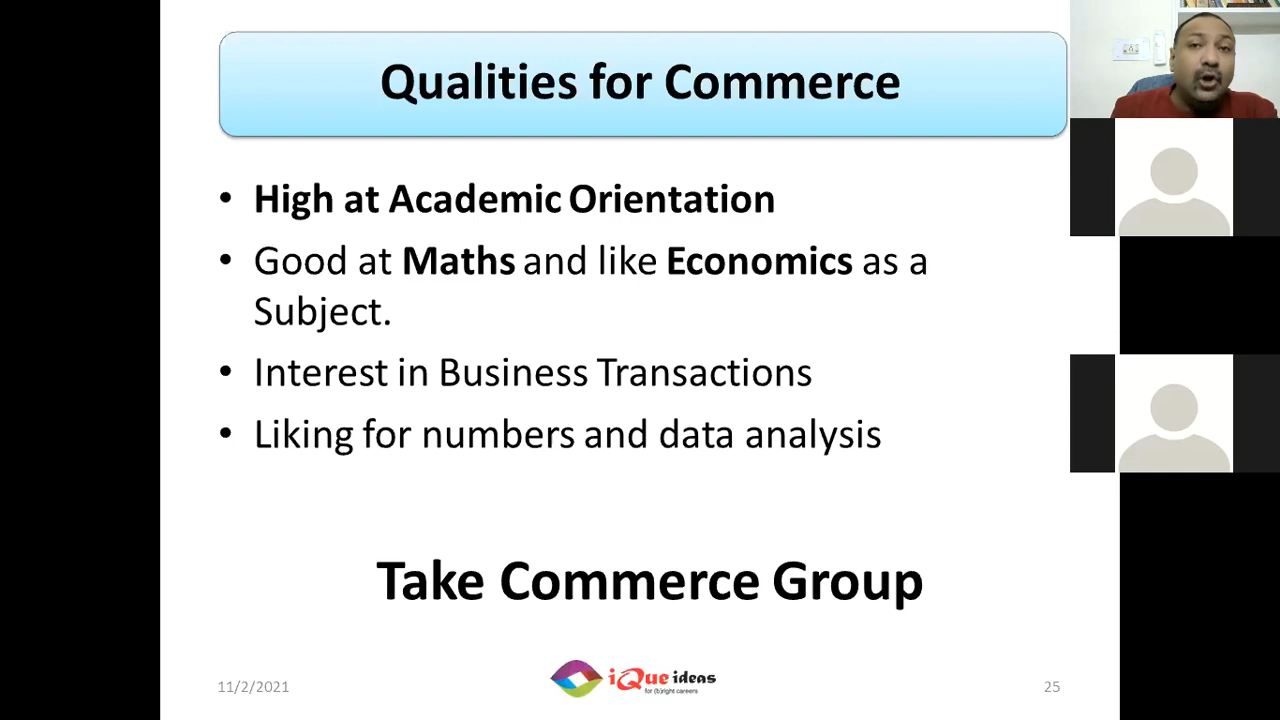 Qualities for Commerce
• High at Academic Orientation
• Good at Maths and like Economics as a
Subject.
• Interest in Business Transactions
• Liking for numbers and data analysis
Take Commerce Group
11/2/2021
iQue ideas
for (b)right careers
25